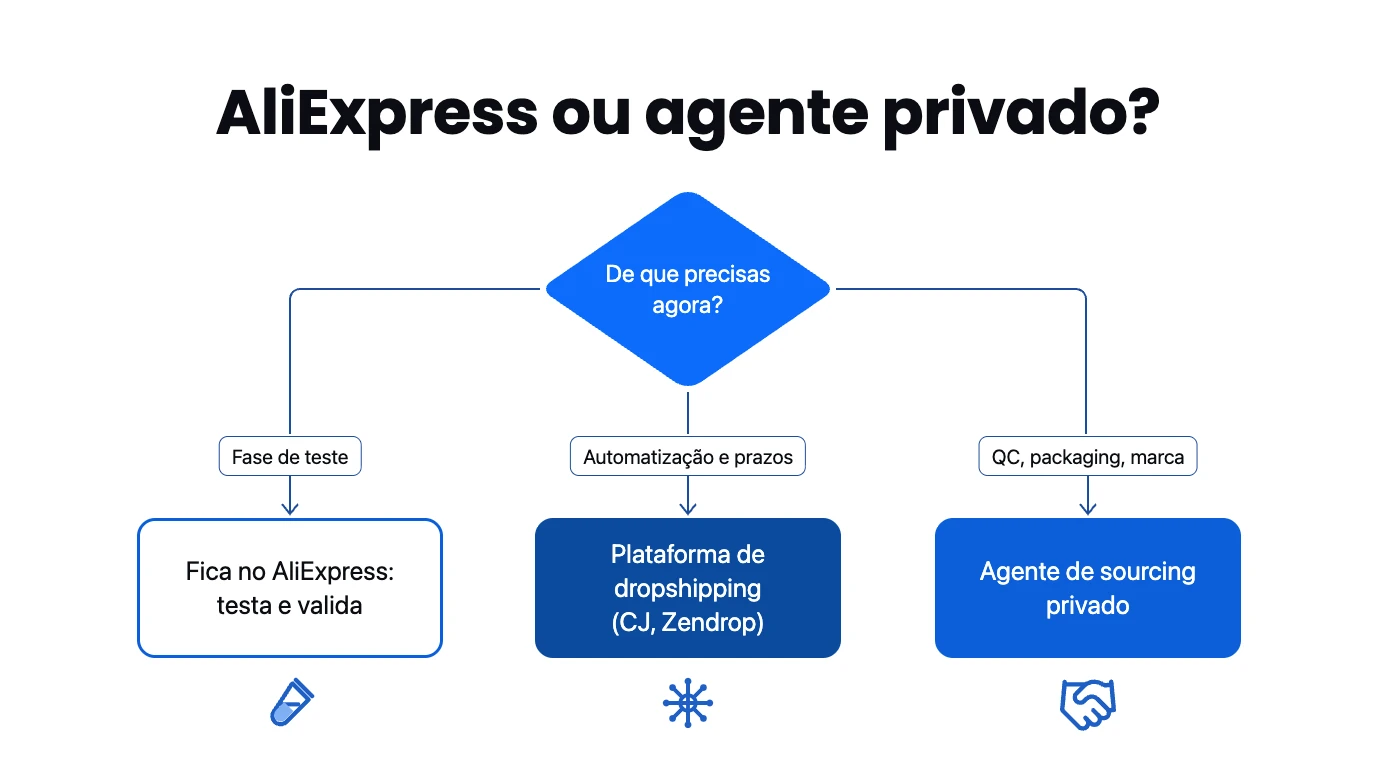 AliExpress ou agente privado?
De que precisas
agora?
Fase de teste
Automatização e prazos
QC, packaging, marca
Fica no AliExpress:
testa e valida
Plataforma de
dropshipping
(CJ, Zendrop)
Agente de sourcing
privado